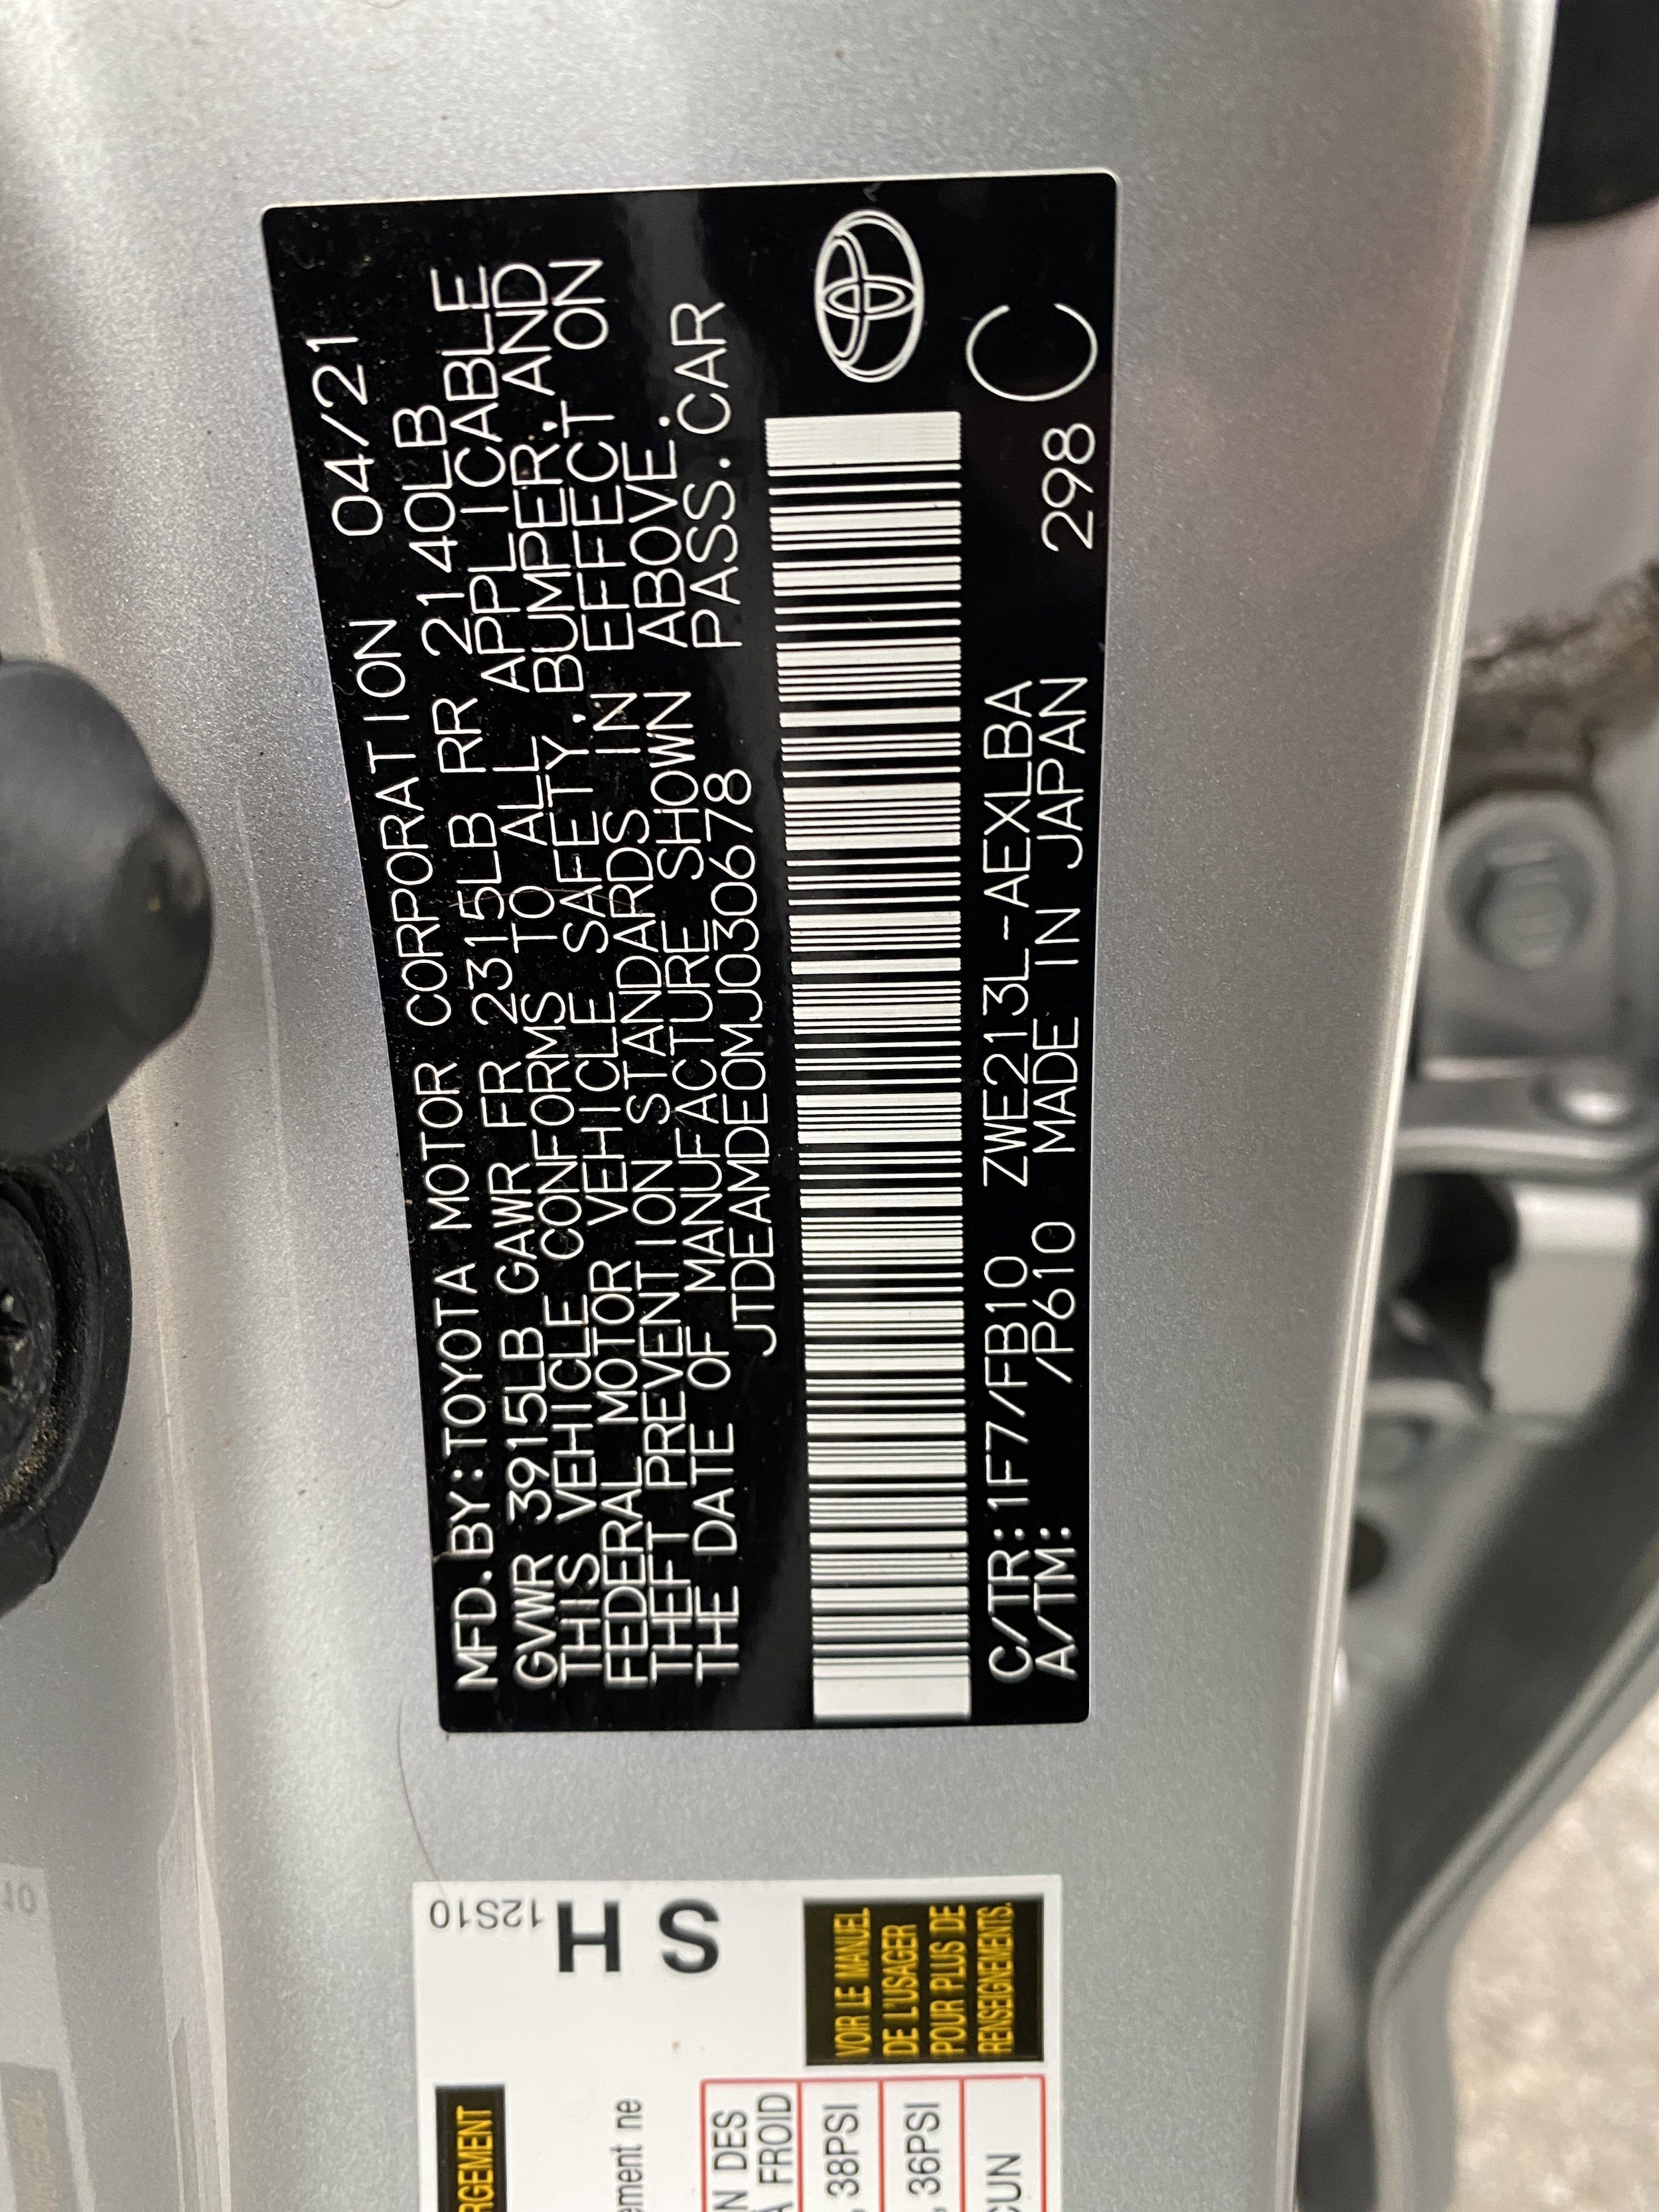 MFD.BY:TOYOTA MOTOR CORPORATION 04/21
GVWR 3915LB GAWR FR 2315LB RR 2140LB
THIS VEHICLE CONFORMS TO ALL APPLICABLE
FEDERAL MOTOR VEHICLE SAFETY,BUMPER,AND
THEFT PREVENTION STANDARDS IN EFFECT ON
THE DATE OF MANUFACTURE SHOWN ABOVE.
JTDEAMDE0MJ030678 PASS.CAR
C/TR:1F7/FB10 ZWE213L-AEXLBA
A/TM: /P610 MADE IN JAPAN 298 C
12S10
H
S
VOIR LE MANUEL
DE L'USAGER
POUR PLUS DE
RENSEIGNEMENTS.
DES
FROID
38PSI
36PSI
ne